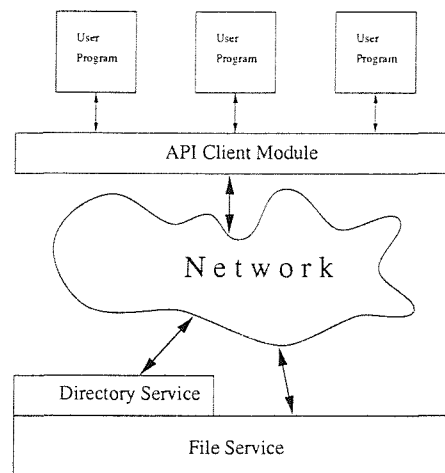 User
Program
User
Program
User
Program
API Client Module
Network
Directory Service
File Service